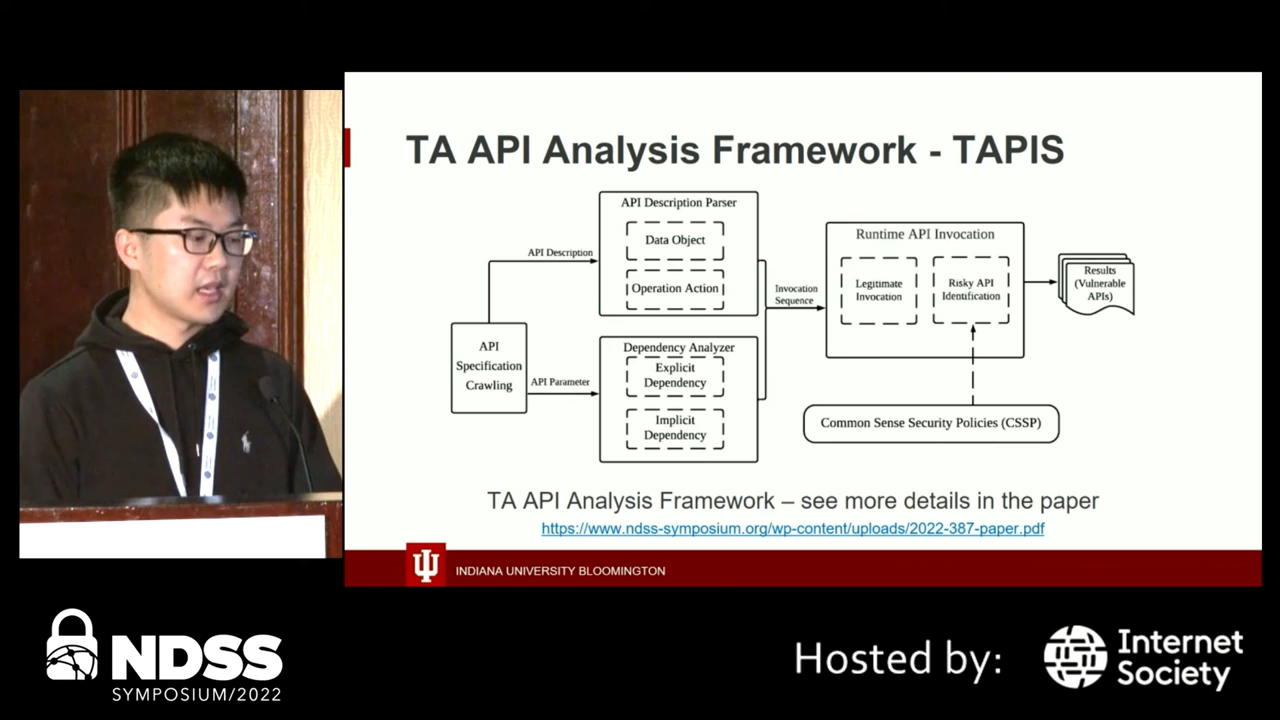 TA API Analysis Framework - TAPIS
API Description Parser
Data Object
Operation Action
API Description
API
Specification
Crawling
API Parameter
Dependency Analyzer
Explicit
Dependency
Implicit
Dependency
Invocation
Sequence
Runtime API Invocation
Legitimate
Invocation
Risky API
Identification
Results
(Vulnerable
APIs)
Common Sense Security Policies (CSSP)
TA API Analysis Framework – see more details in the paper
https://www.ndss-symposium.org/wp-content/uploads/2022-387-paper.pdf
INDIANA UNIVERSITY BLOOMINGTON
NDSS
SYMPOSIUM/2022
Hosted by:
Internet
Society